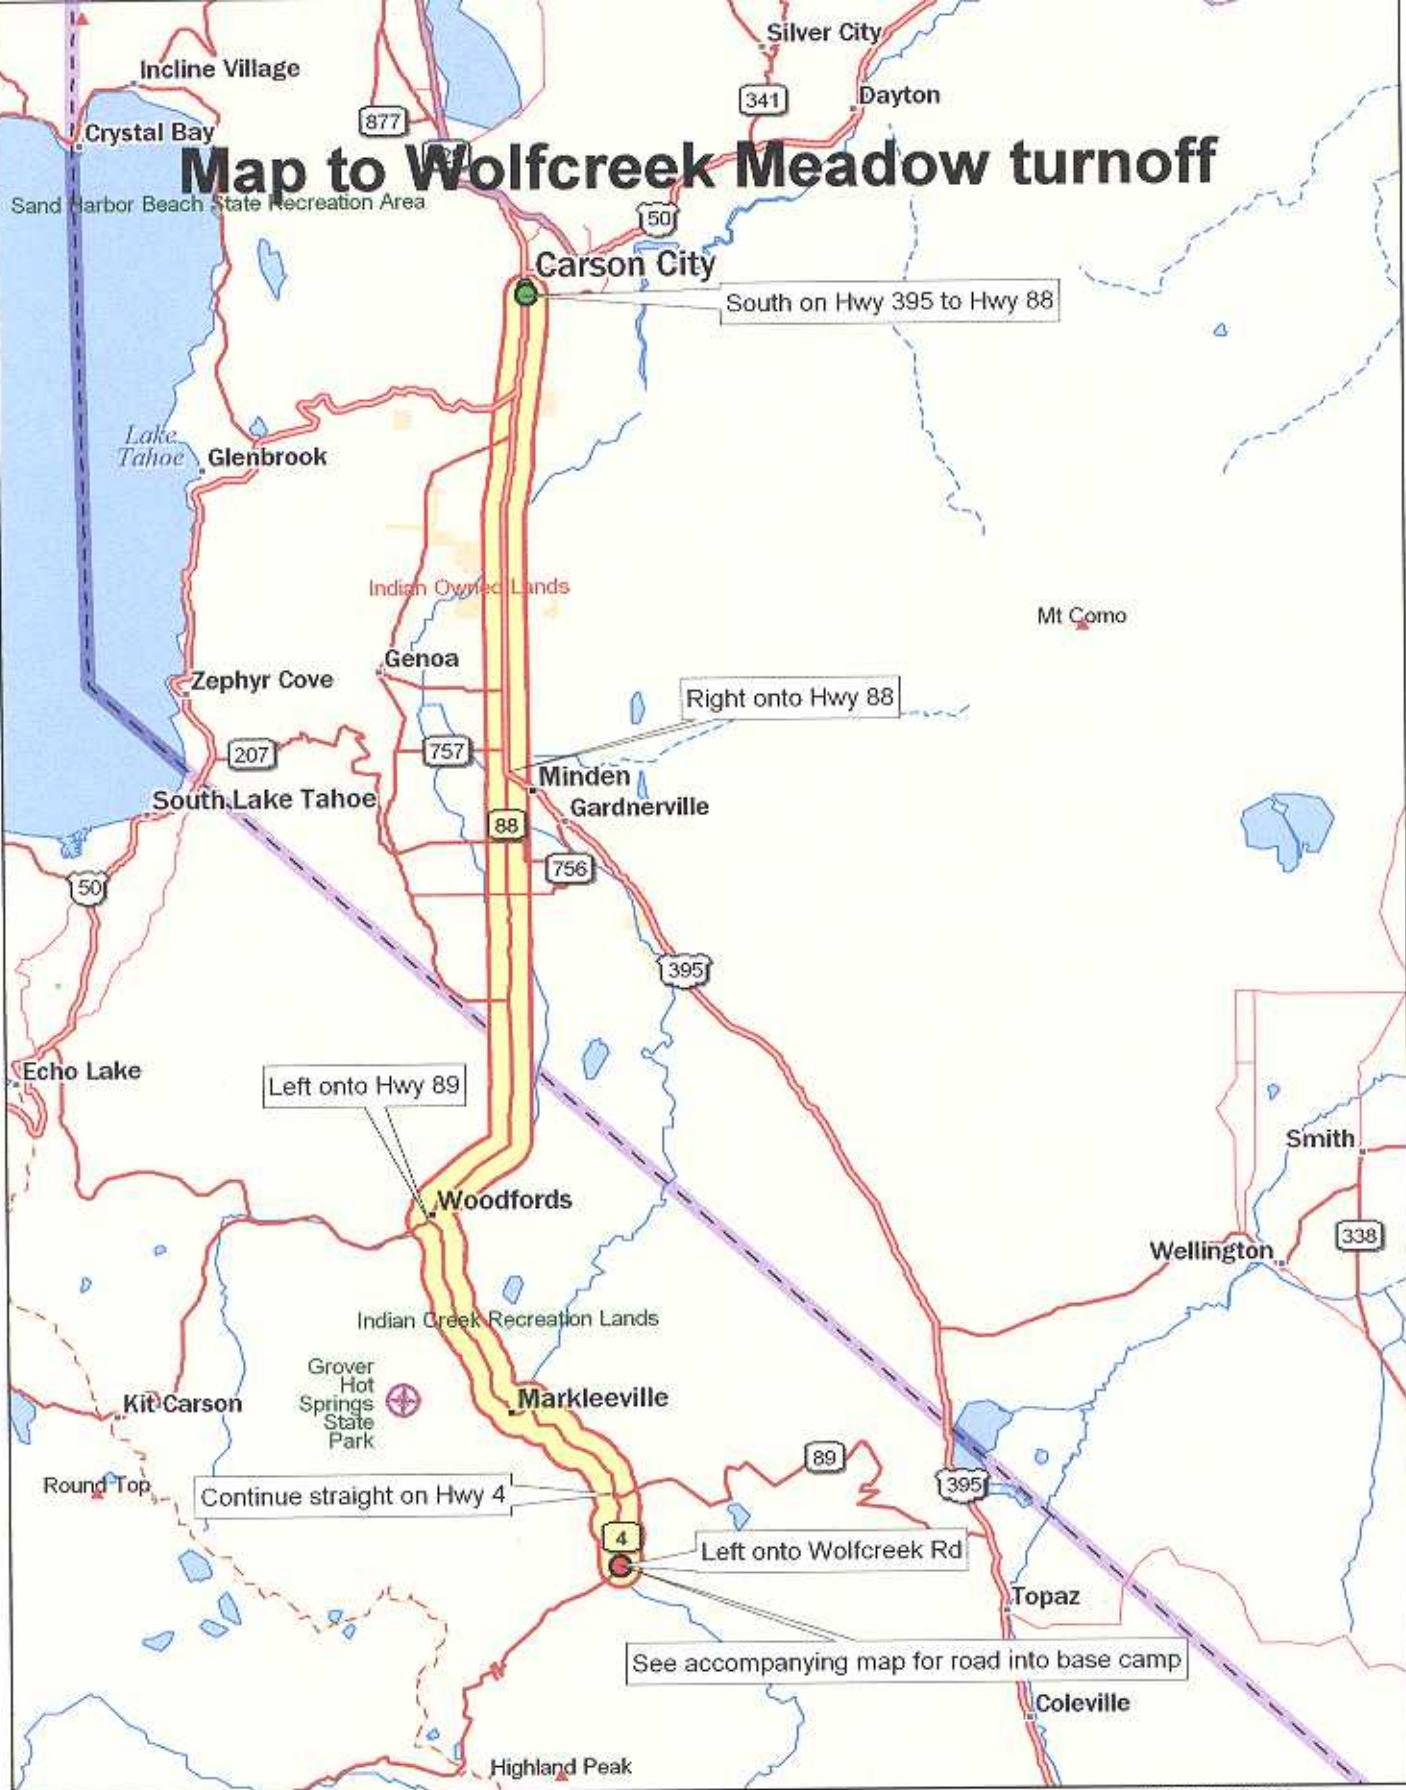 Silver City
Incline Village
341
Dayton
877
Crystal Bay
Map to Wolfcreek Meadow turnoff
Sand Harbor Beach State Recreation Area
50
Carson City
South on Hwy 395 to Hwy 88
Lake
Tahoe
Glenbrook
Indian Owned Lands
Mt Como
Genoa
Zephyr Cove
Right onto Hwy 88
207
757
Minden
South Lake Tahoe
Gardnerville
88
756
50
395
Echo Lake
Left onto Hwy 89
Smith
Woodfords
338
Wellington
Indian Creek Recreation Lands
Grover
Hot
Springs
State
Park
Markleeville
Kit Carson
89
Round Top
Continue straight on Hwy 4
395
4
Left onto Wolfcreek Rd
Topaz
See accompanying map for road into base camp
Coleville
Highland Peak